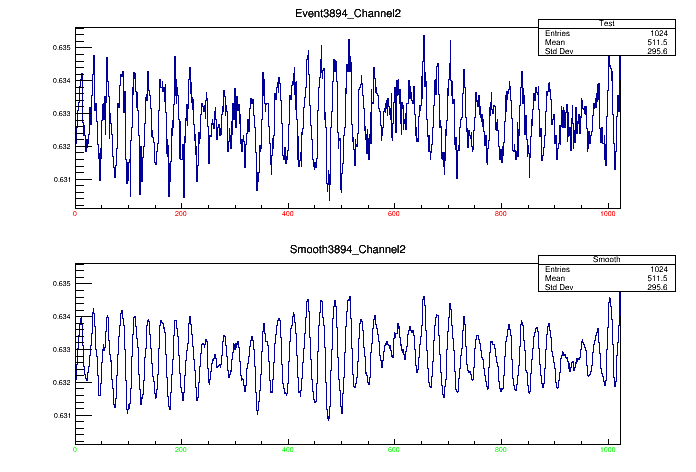 Event3894_Channel2
Test
Entries 1024
Mean 511.5
Std Dev 295.6
0.635
0.634
0.633
0.632
0.631
0 200 400 600 800 1000
Smooth3894_Channel2
Smooth
Entries 1024
Mean 511.5
Std Dev 295.6
0.635
0.634
0.633
0.632
0.631
0 200 400 600 800 1000